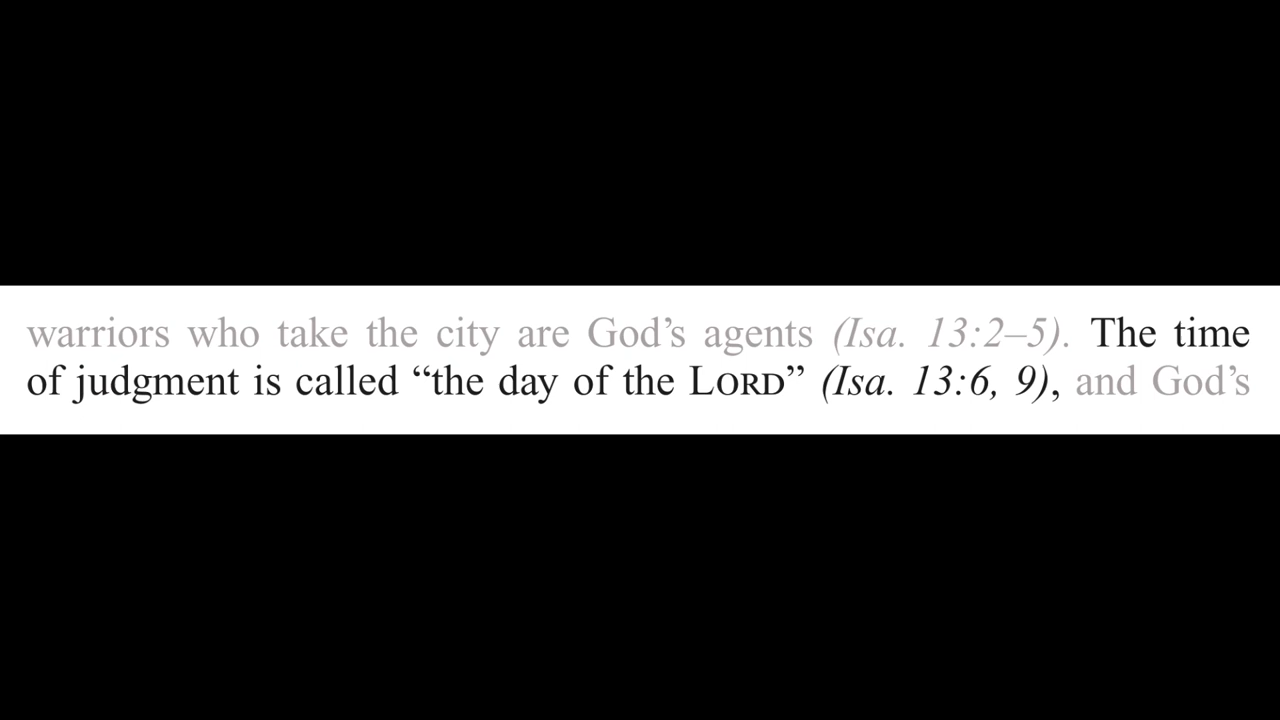 warriors who take the city are God’s agents (Isa. 13:2–5). The time
of judgment is called “the day of the LORD” (Isa. 13:6, 9), and God’s